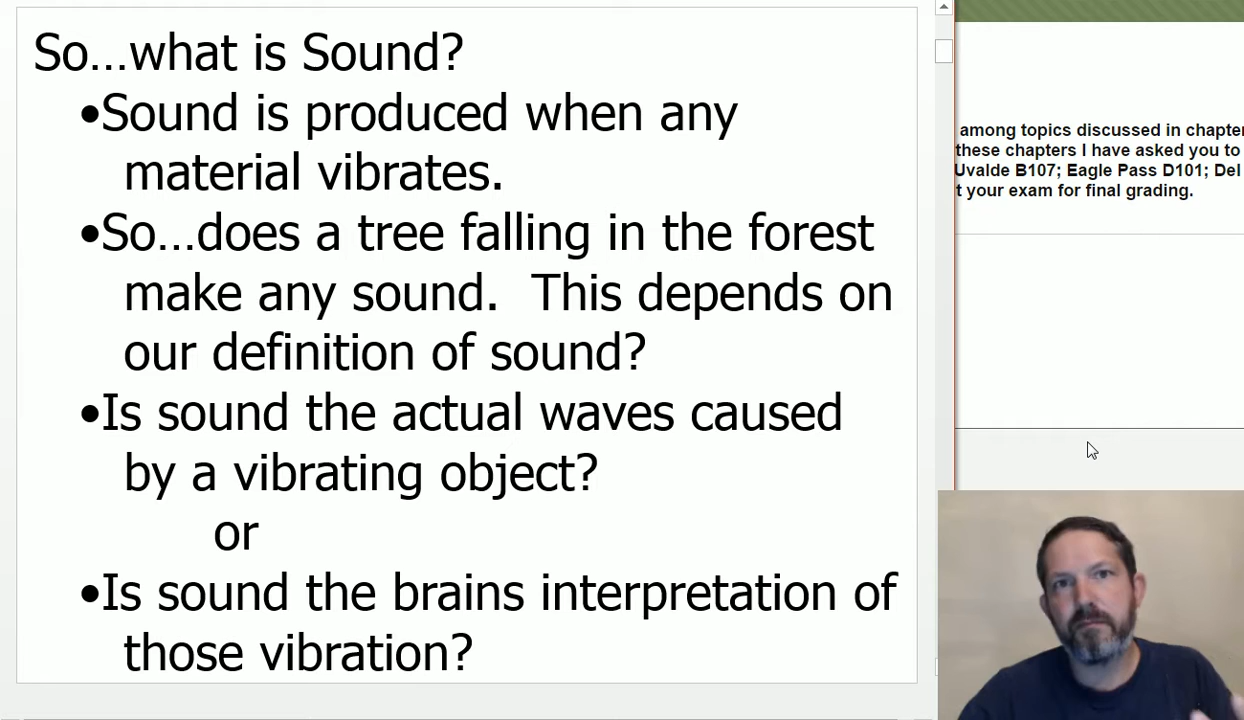 So...what is Sound?
•Sound is produced when any
material vibrates.
•So...does a tree falling in the forest
make any sound.  This depends on
our definition of sound?
•Is sound the actual waves caused
by a vibrating object?
or
•Is sound the brains interpretation of
those vibration?
among topics discussed in chapter
these chapters I have asked you to
Uvalde B107; Eagle Pass D101; Del
t your exam for final grading.